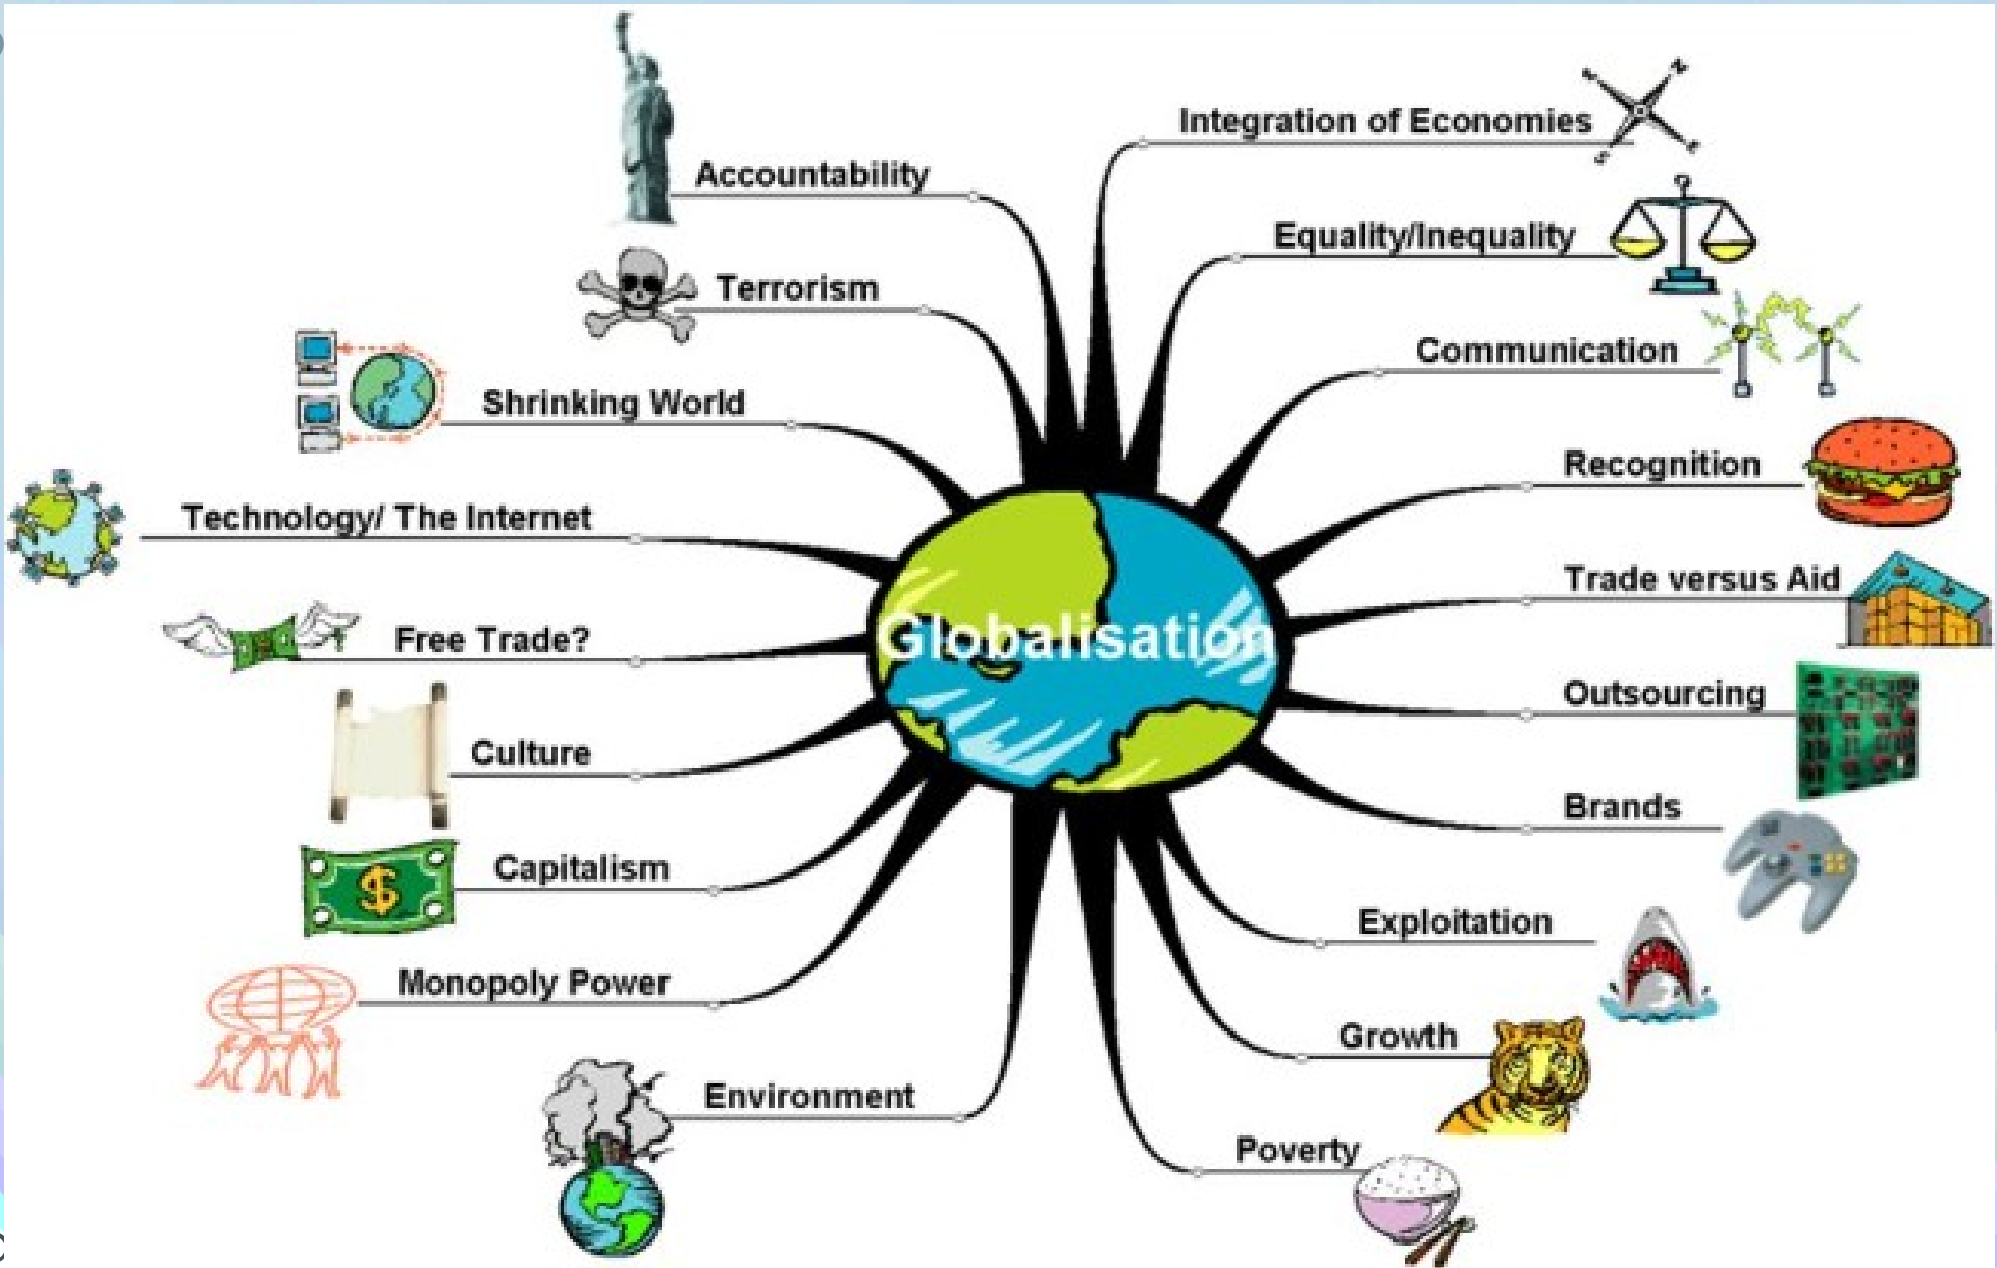 Integration of Economies
Accountability
Equality/Inequality
Terrorism
Communication
Shrinking World
Recognition
Technology/ The Internet
Trade versus Aid
Globalisation
Free Trade?
Outsourcing
Culture
Brands
Capitalism
Exploitation
Monopoly Power
Growth
Environment
Poverty